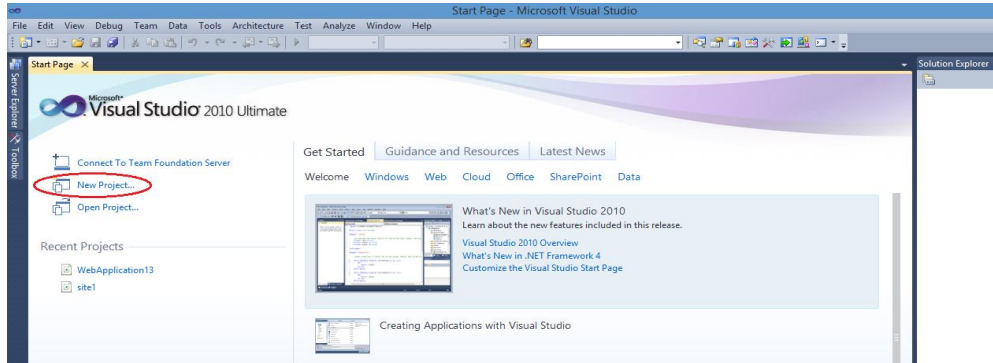 Start Page - Microsoft Visual Studio
File Edit View Debug Team Data Tools Architecture Test Analyze Window Help
Start Page
Solution Explorer
Server Explorer
Toolbox
Microsoft
Visual Studio 2010 Ultimate
Connect To Team Foundation Server
New Project...
Open Project...
Recent Projects
WebApplication13
site1
Get Started Guidance and Resources Latest News
Welcome Windows Web Cloud Office SharePoint Data
What's New in Visual Studio 2010
Learn about the new features included in this release.
Visual Studio 2010 Overview
What's New in .NET Framework 4
Customize the Visual Studio Start Page
Creating Applications with Visual Studio